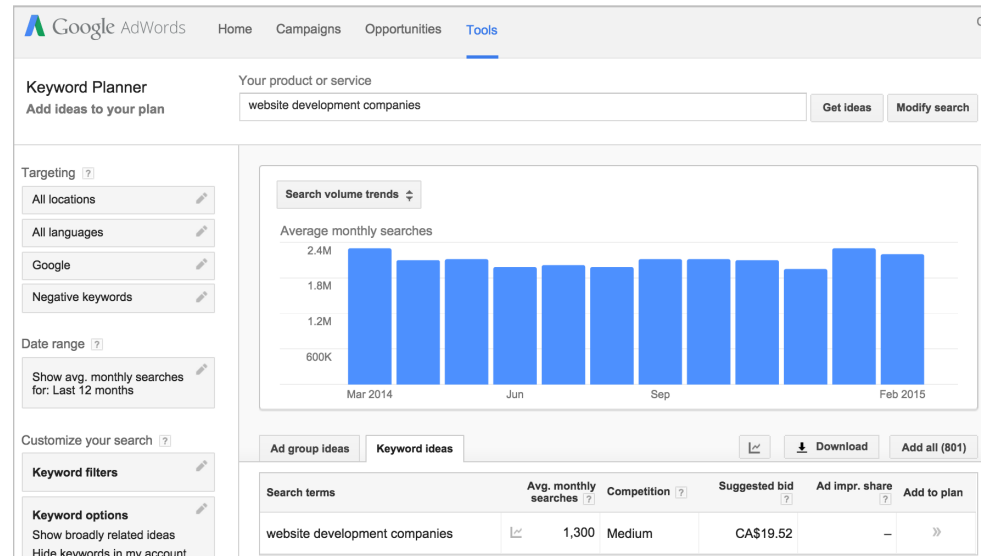 Google AdWords
Home Campaigns Opportunities Tools
Keyword Planner
Add ideas to your plan
Your product or service
website development companies
Get ideas
Modify search
Targeting ?
All locations
All languages
Google
Negative keywords
Date range ?
Show avg. monthly searches
for: Last 12 months
Customize your search ?
Keyword filters
Keyword options
Show broadly related ideas
Hide keywords in my account
Search volume trends
Average monthly searches
2.4M
1.8M
1.2M
600K
Mar 2014 Jun Sep Feb 2015
Ad group ideas Keyword ideas
Download
Add all (801)
Search terms
Avg. monthly
searches ?
Competition ?
Suggested bid
?
Ad impr. share
?
Add to plan
website development companies 1,300 Medium CA$19.52 – »